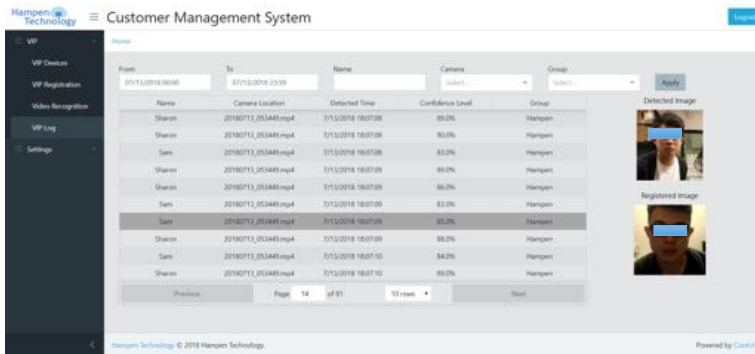 Hampen
Technology
Customer Management System
Logout
VIP
Home
VIP Devices
VIP Registration
Video Recognition
VIP Log
Settings
From To Name Camera Group
07/13/2018 00:00 07/13/2018 23:59 Select... Select... Apply
Name Camera Location Detected Time Confidence Level Group
Sharon 20180713_053449.mp4 7/13/2018 18:07:08 89.0% Hampen
Sharon 20180713_053449.mp4 7/13/2018 18:07:08 90.0% Hampen
Sam 20180713_053449.mp4 7/13/2018 18:07:08 83.0% Hampen
Sharon 20180713_053449.mp4 7/13/2018 18:07:09 89.0% Hampen
Sharon 20180713_053449.mp4 7/13/2018 18:07:09 86.0% Hampen
Sam 20180713_053449.mp4 7/13/2018 18:07:09 83.0% Hampen
Sam 20180713_053449.mp4 7/13/2018 18:07:09 Hampen
Sharon 20180713_053449.mp4 7/13/2018 18:07:09 88.0% Hampen
Sam 20180713_053449.mp4 7/13/2018 18:07:10 84.0% Hampen
Sharon 20180713_053449.mp4 7/13/2018 18:07:10 89.0% Hampen
Previous Page 14 of 81 10 rows Next
Detected Image
Registered Image
Hampen Technology © 2018 Hampen Technology.
Powered by CoreUI